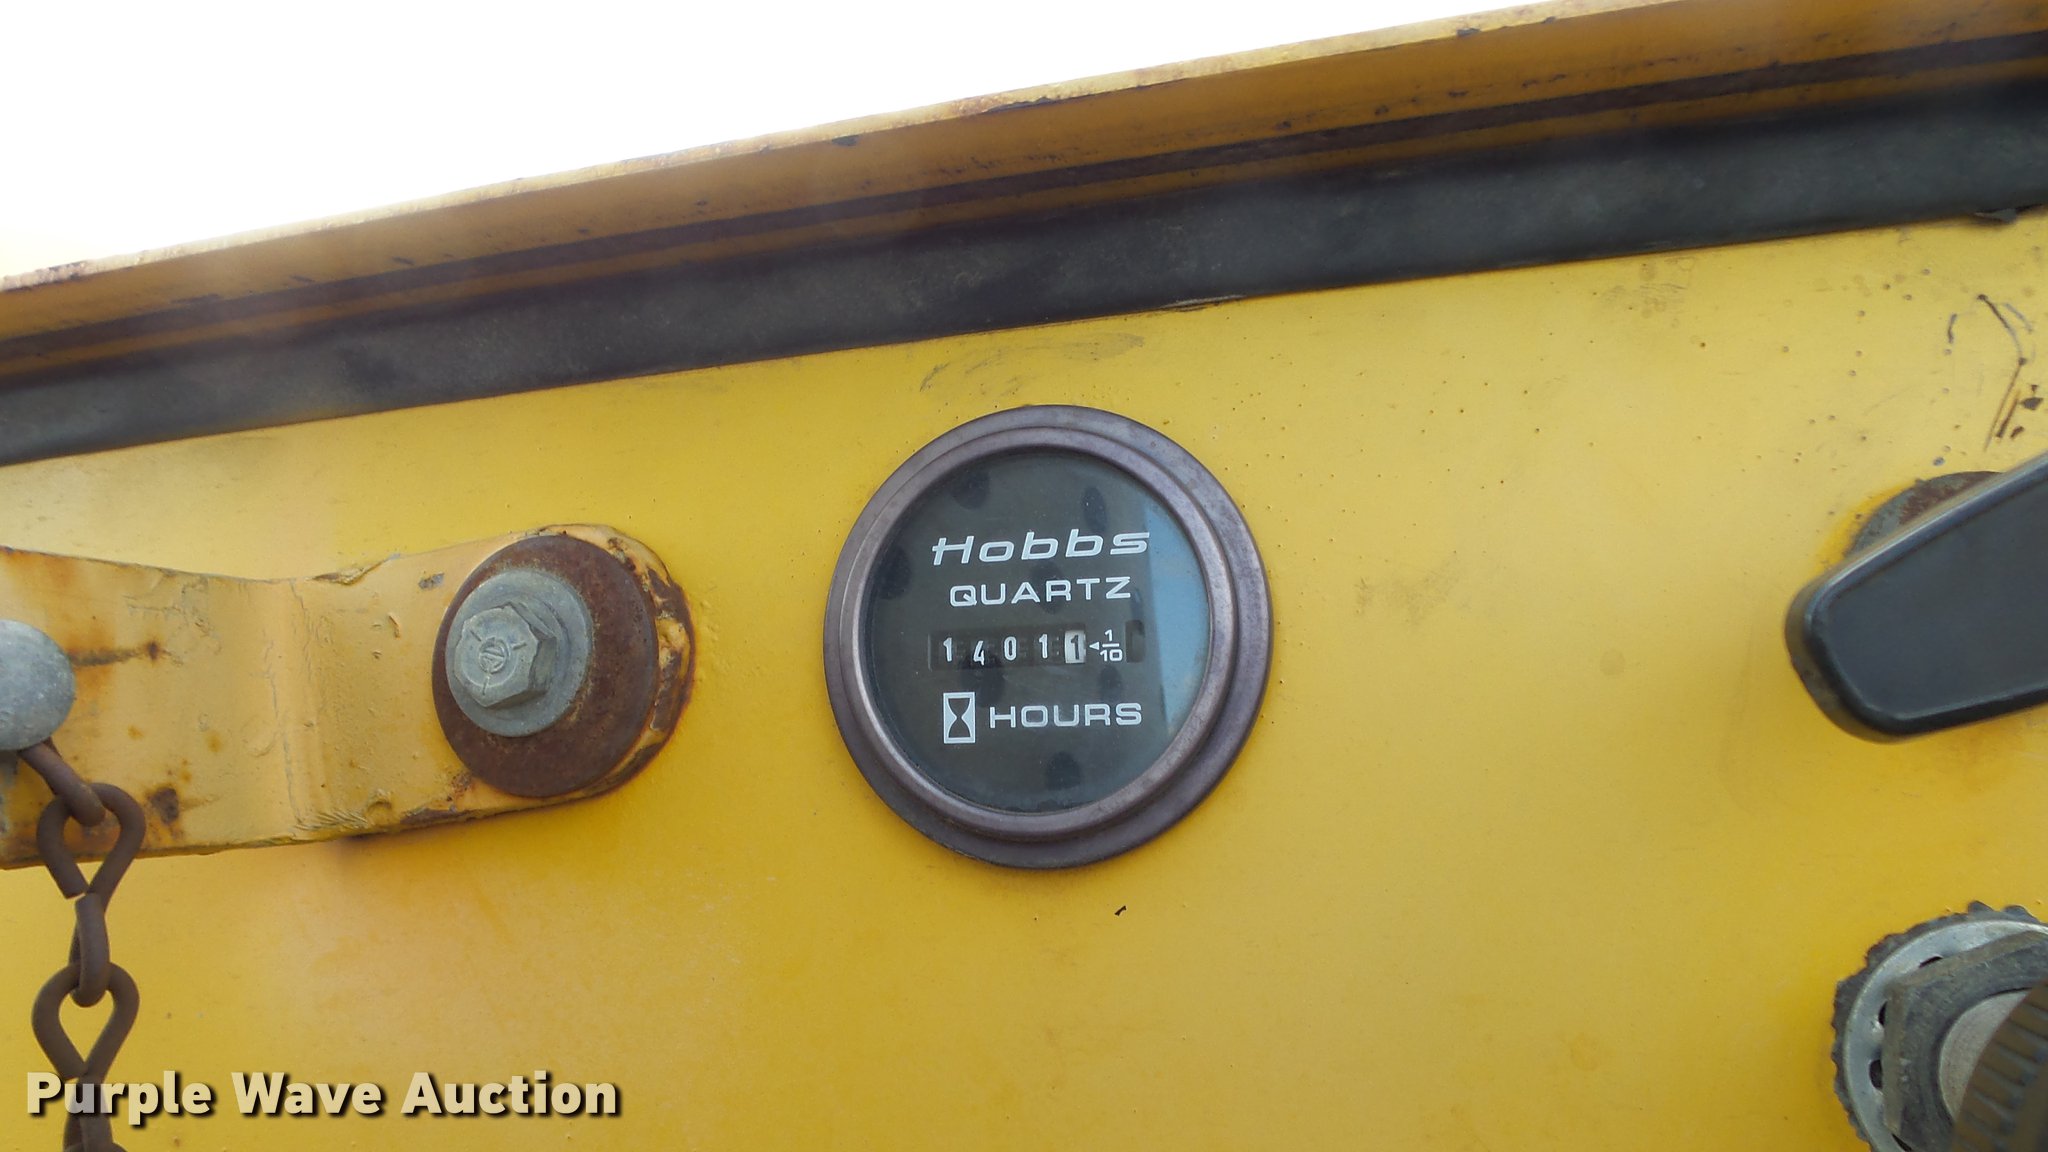 Hobbs
QUARTZ
14011 1/10
HOURS
Purple Wave Auction